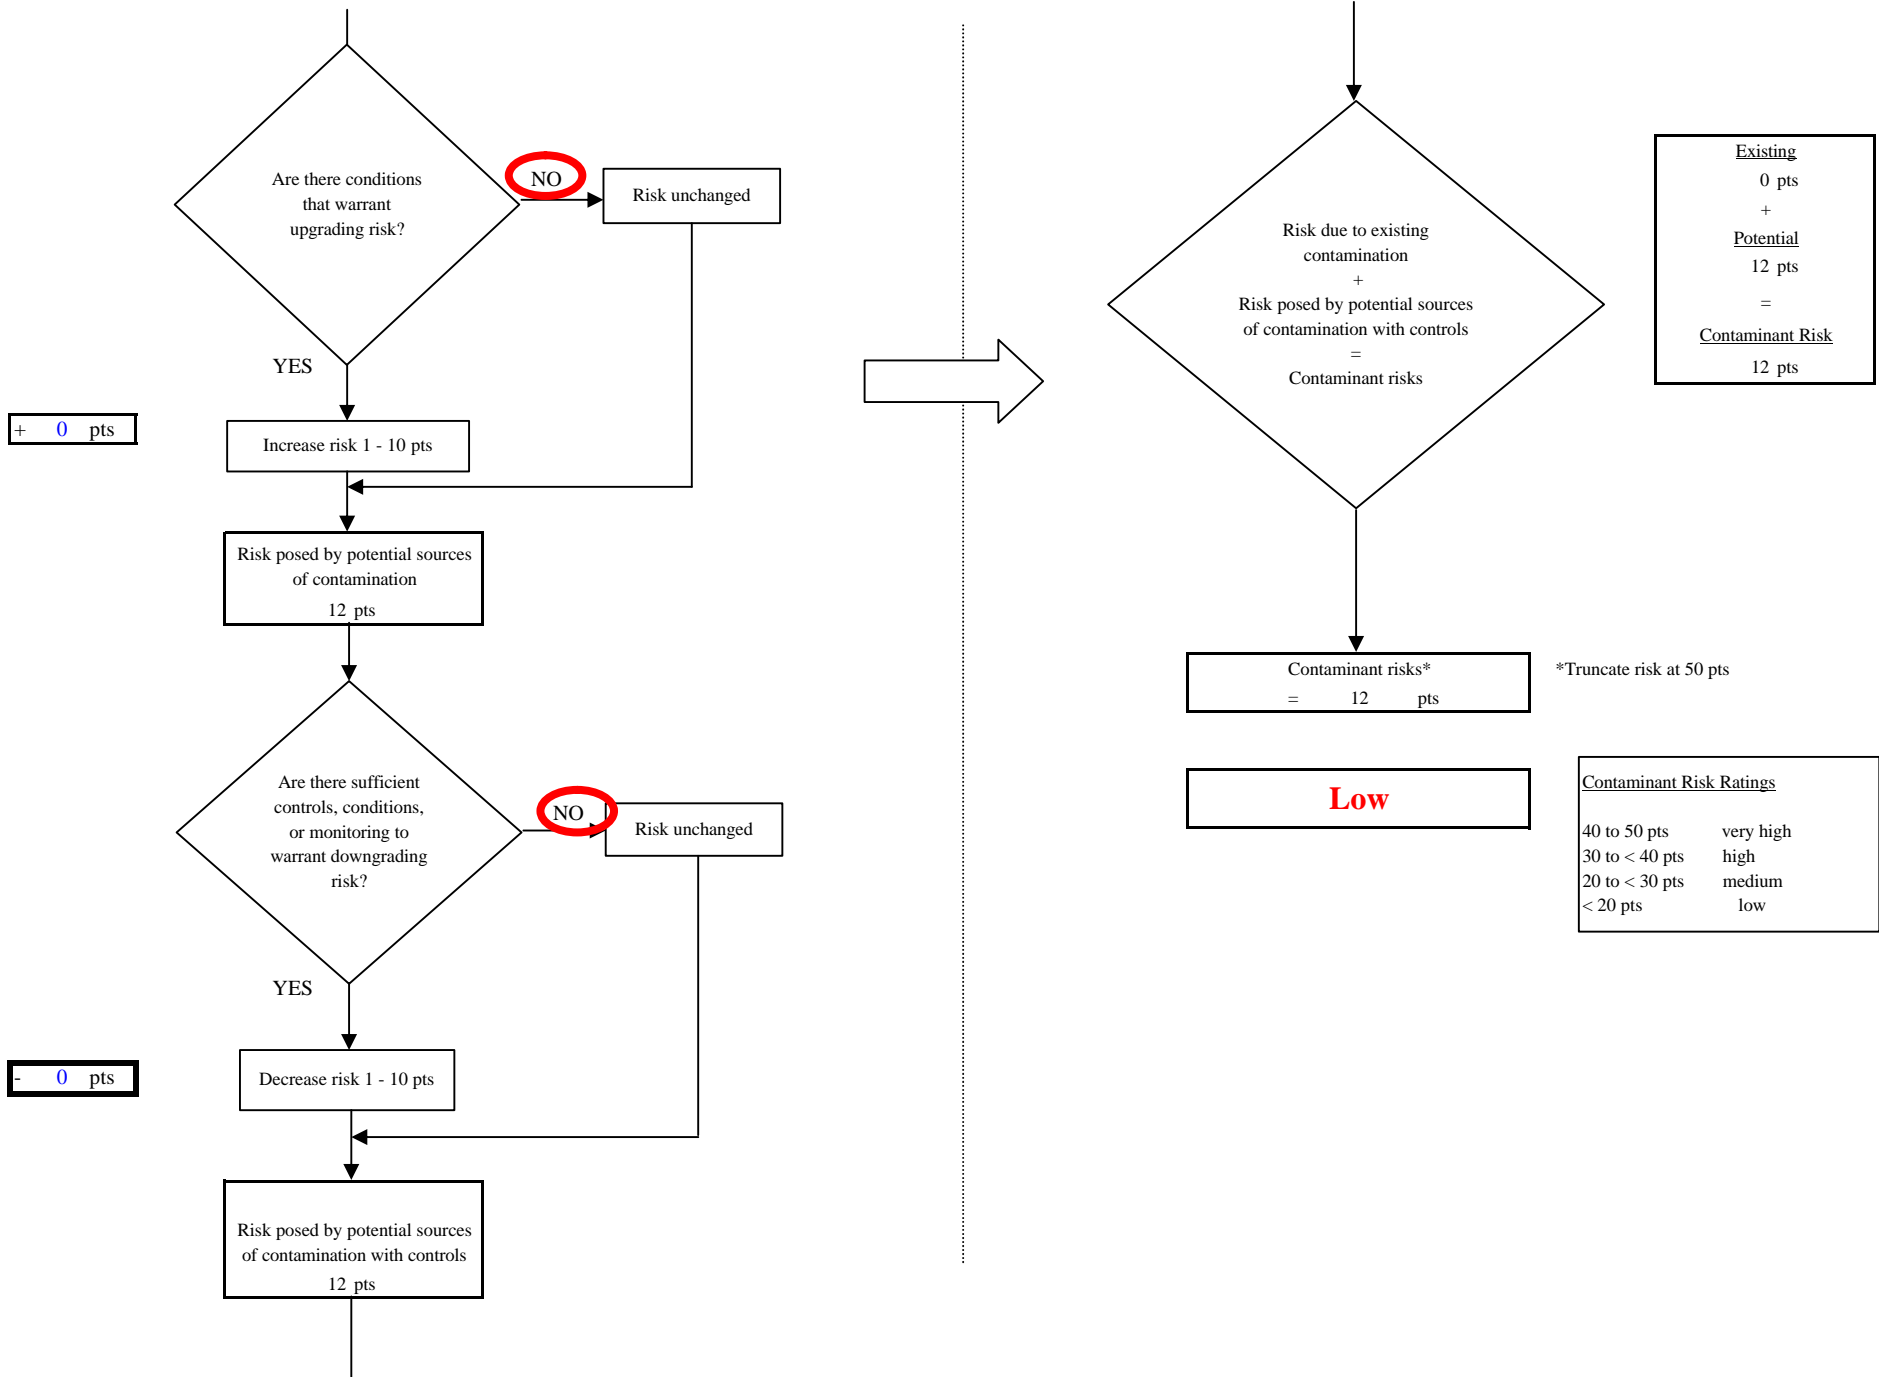 Are there conditions
that warrant
upgrading risk?
NO
Risk unchanged
YES
+ 0 pts
Increase risk 1 - 10 pts
Risk posed by potential sources
of contamination
12 pts
Are there sufficient
controls, conditions,
or monitoring to
warrant downgrading
risk?
NO
Risk unchanged
YES
- 0 pts
Decrease risk 1 - 10 pts
Risk posed by potential sources
of contamination with controls
12 pts
Risk due to existing
contamination
+
Risk posed by potential sources
of contamination with controls
=
Contaminant risks
Existing
0 pts
+
Potential
12 pts
=
Contaminant Risk
12 pts
Contaminant risks*
= 12 pts
*Truncate risk at 50 pts
Low
Contaminant Risk Ratings
40 to 50 pts very high
30 to < 40 pts high
20 to < 30 pts medium
< 20 pts low